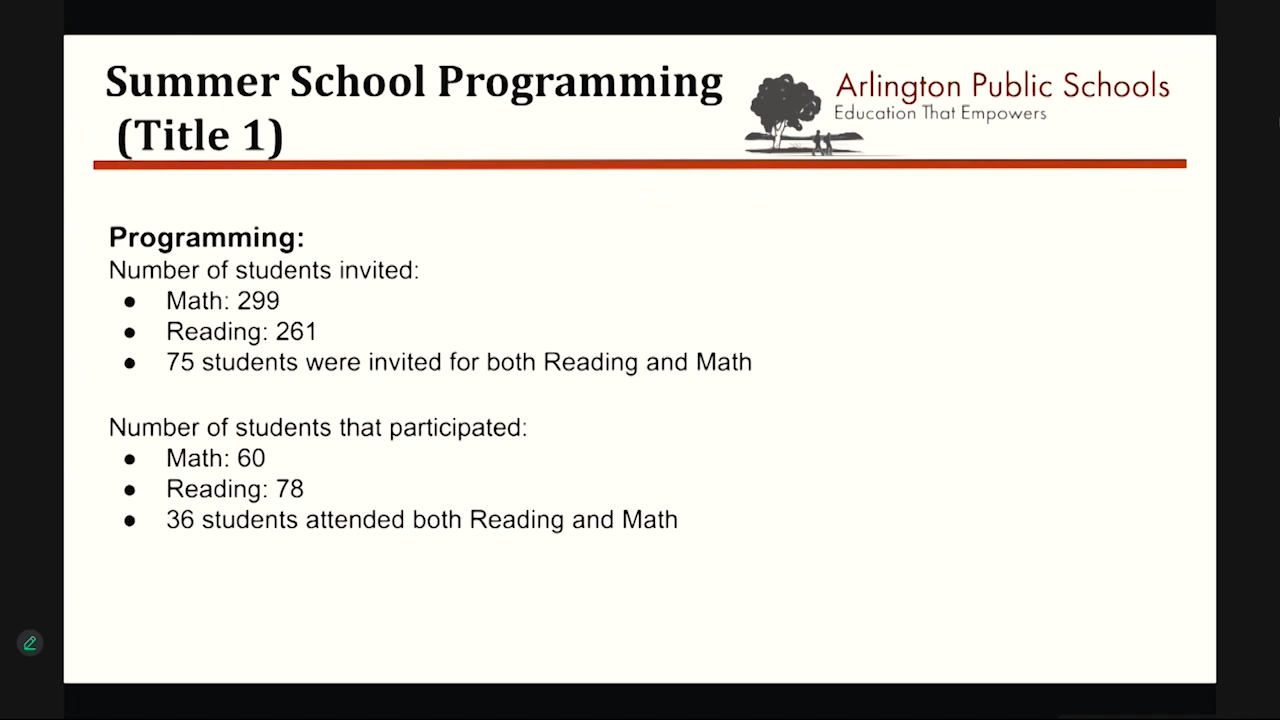 Summer School Programming
(Title 1)
Arlington Public Schools
Education That Empowers
Programming:
Number of students invited:
● Math: 299
● Reading: 261
● 75 students were invited for both Reading and Math
Number of students that participated:
● Math: 60
● Reading: 78
● 36 students attended both Reading and Math